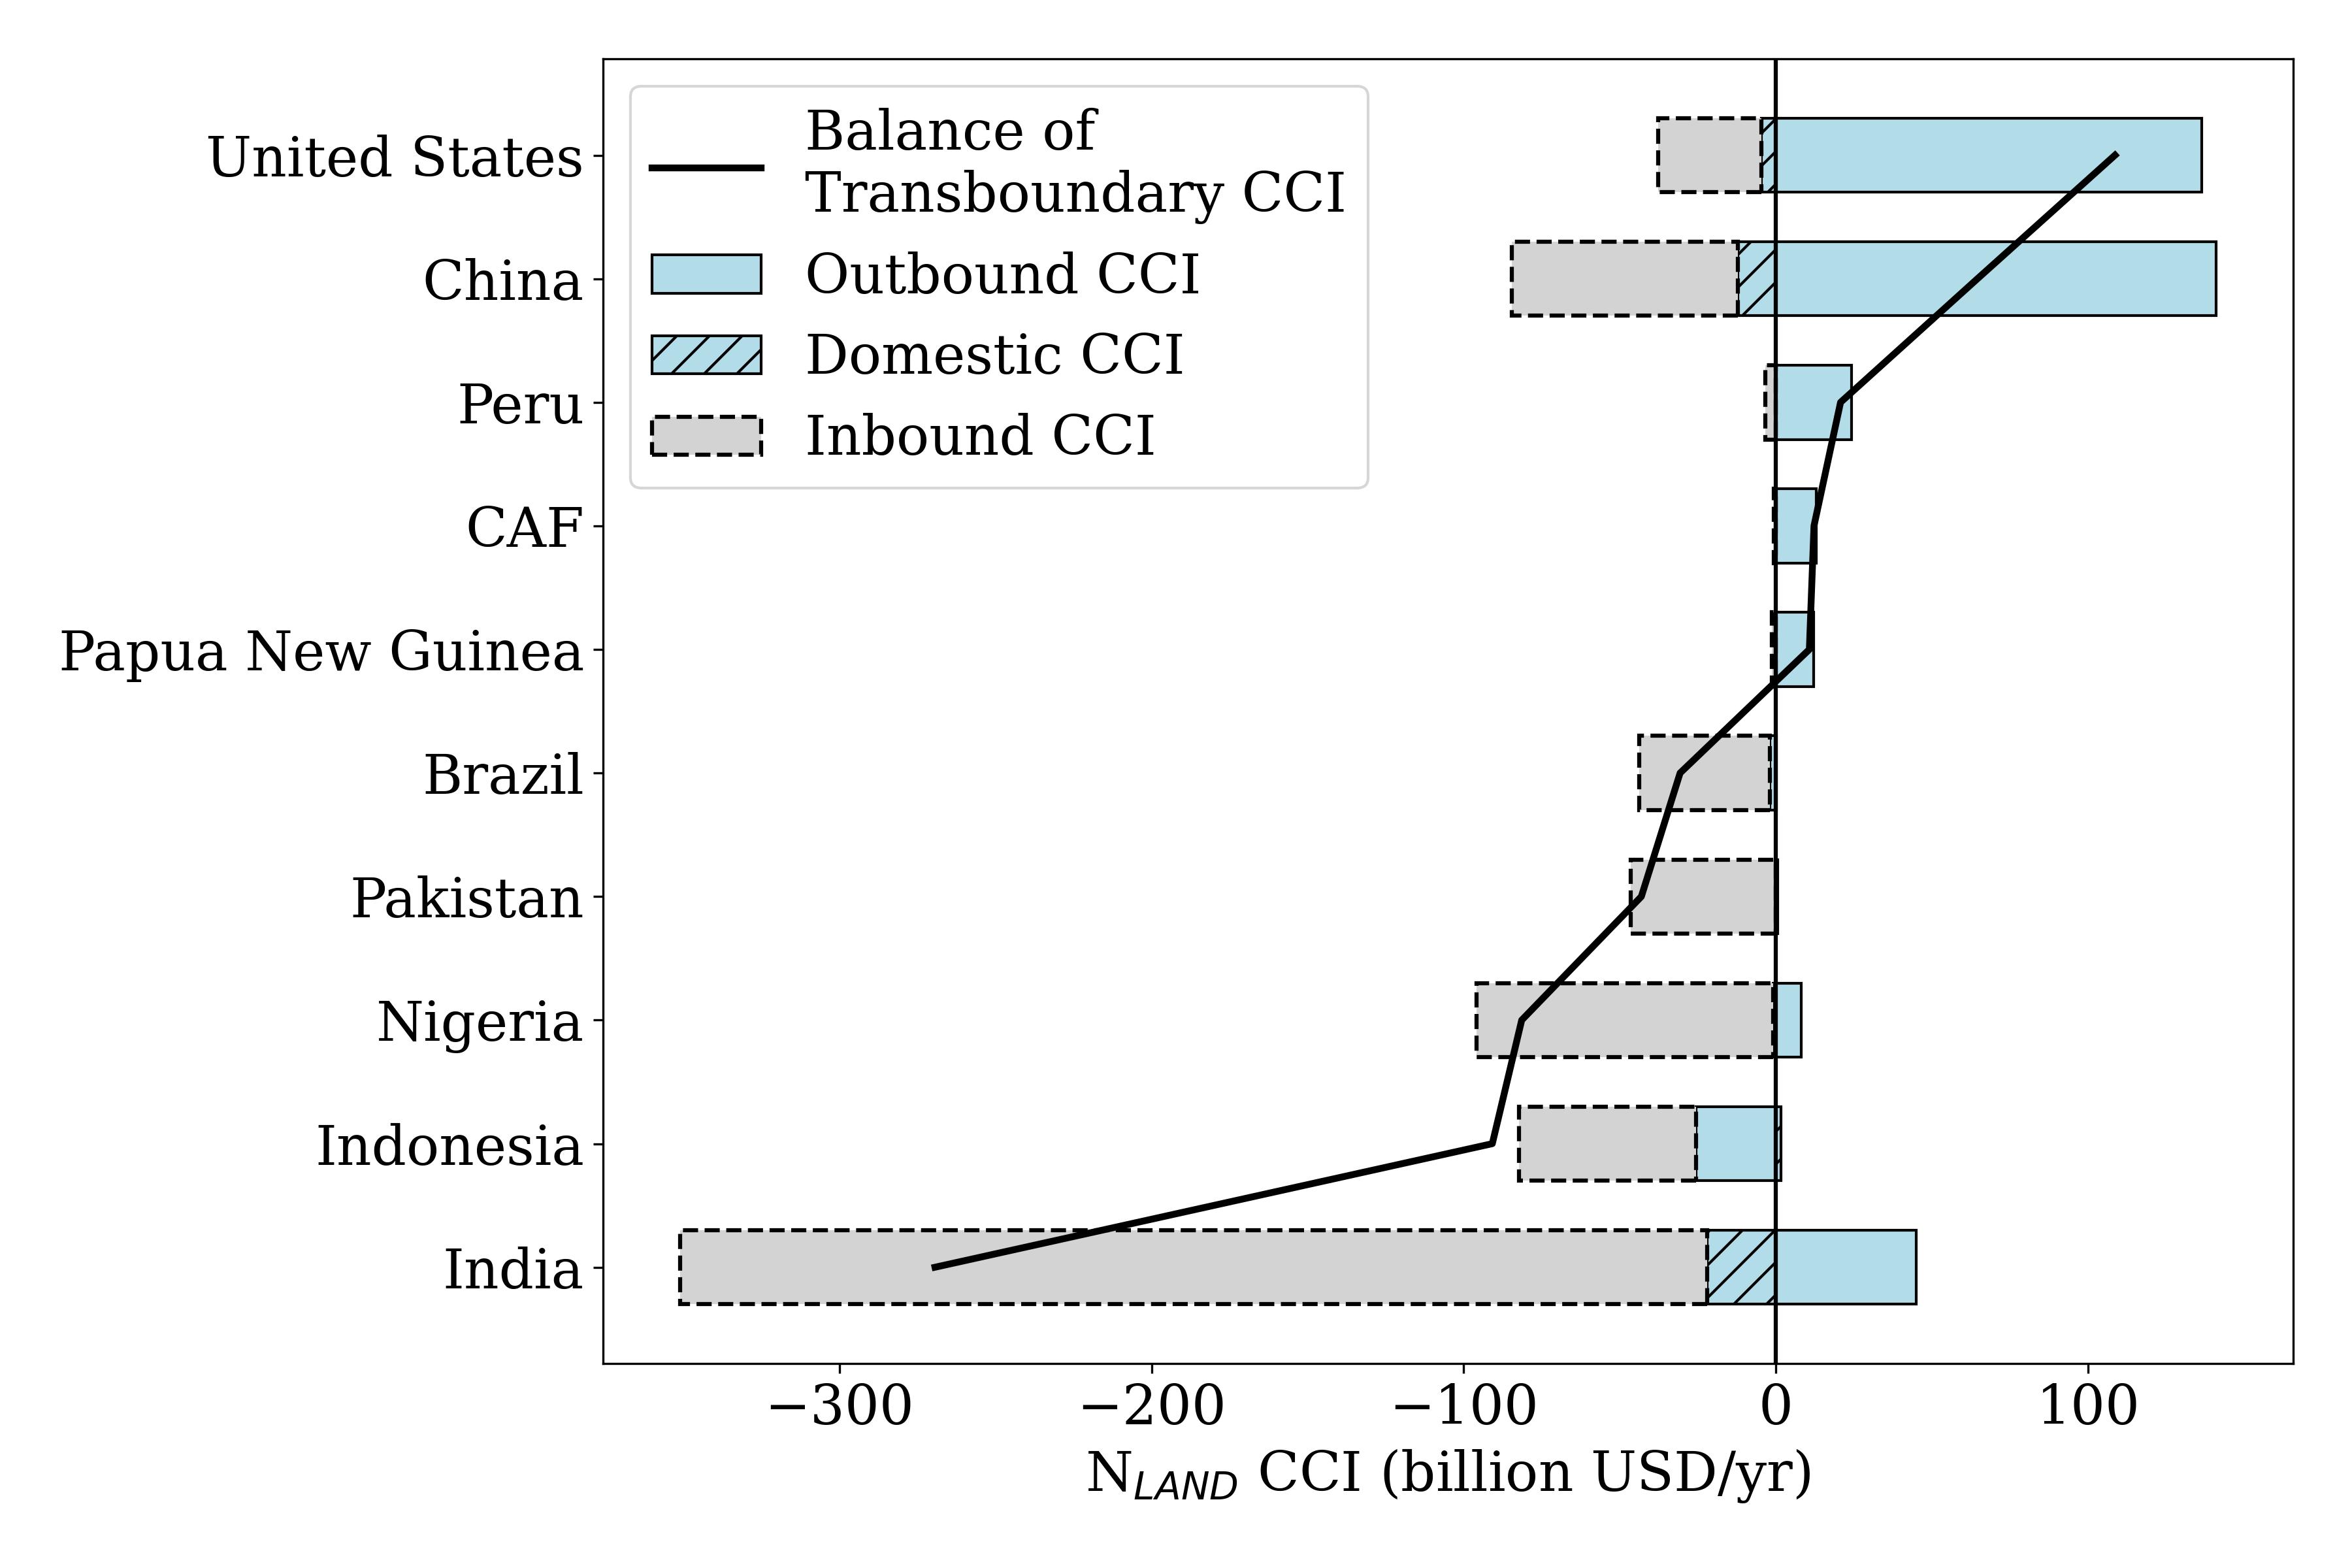 Balance of
Transboundary CCI
Outbound CCI
Domestic CCI
Inbound CCI
United States
China
Peru
CAF
Papua New Guinea
Brazil
Pakistan
Nigeria
Indonesia
India
−300 −200 −100 0 100
N_LAND CCI (billion USD/yr)